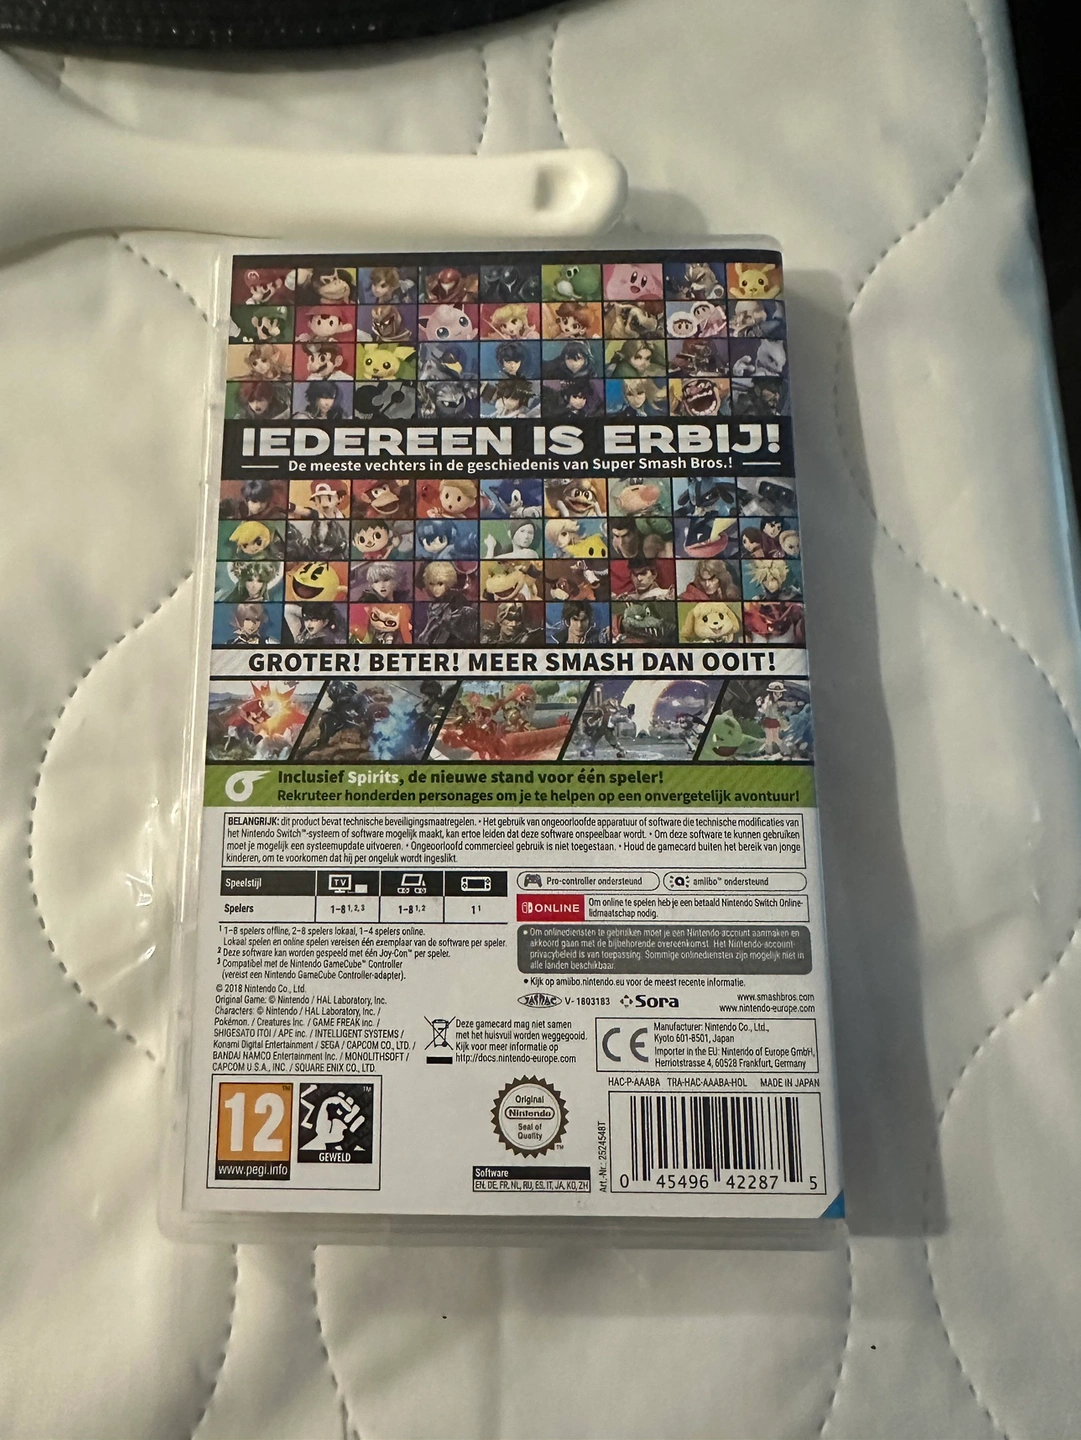 IEDEREEN IS ERBIJ!
De meeste vechters in de geschiedenis van Super Smash Bros.!
GROTER! BETER! MEER SMASH DAN OOIT!
Inclusief Spirits, de nieuwe stand voor één speler!
Rekruteer honderden personages om je te helpen op een onvergetelijk avontuur!
BELANGRIJK: dit product bevat technische beveiligingsmaatregelen. • Het gebruik van ongeoorloofde apparatuur of software die technische modificaties van
het Nintendo Switch™-systeem of software mogelijk maakt, kan ertoe leiden dat deze software onspeelbaar wordt. • Om deze software te kunnen gebruiken
moet je mogelijk een systeemupdate uitvoeren. • Ongeoorloofd commercieel gebruik is niet toegestaan. • Houd de gamecard buiten het bereik van jonge
kinderen, om te voorkomen dat hij per ongeluk wordt ingeslikt.
Speelstijl TV
Spelers 1-8 1, 2, 3 1-8 1, 2 1 1
1 1-8 spelers offline, 2-8 spelers lokaal, 1-4 spelers online.
Lokaal spelen en online spelen vereisen één exemplaar van de software per speler.
2 Deze software kan worden gespeeld met één Joy-Con™ per speler.
3 Compatibel met de Nintendo GameCube™ Controller
(vereist een Nintendo GameCube Controller-adapter).
Pro-controller ondersteund
amiibo™ ondersteund
ONLINE
Om online te spelen heb je een betaald Nintendo Switch Online-
lidmaatschap nodig.
• Om onlinediensten te gebruiken moet je een Nintendo-account aanmaken en
akkoord gaan met de bijbehorende overeenkomst. Het Nintendo-account-
privacybeleid is van toepassing. Sommige onlinediensten zijn mogelijk niet in
alle landen beschikbaar.
• Kijk op amiibo.nintendo.eu voor de meest recente informatie.
© 2018 Nintendo Co., Ltd.
Original Game: © Nintendo / HAL Laboratory, Inc.
Characters: © Nintendo / HAL Laboratory, Inc. /
Pokémon. / Creatures Inc. / GAME FREAK inc. /
SHIGESATO ITOI / APE inc. / INTELLIGENT SYSTEMS /
Konami Digital Entertainment / SEGA / CAPCOM CO., LTD. /
BANDAI NAMCO Entertainment Inc. / MONOLITHSOFT /
CAPCOM U.S.A., INC. / SQUARE ENIX CO., LTD.
JASRAC V-1803183 Sora
www.smashbros.com
www.nintendo-europe.com
Deze gamecard mag niet samen
met het huisvuil worden weggegooid.
Kijk voor meer informatie op
http://docs.nintendo-europe.com
CE
Manufacturer: Nintendo Co., Ltd.,
Kyoto 601-8501, Japan
Importer in the EU: Nintendo of Europe GmbH,
Herriotstrasse 4, 60528 Frankfurt, Germany
HAC-P-AAABA TRA-HAC-AAABA-HOL MADE IN JAPAN
12
www.pegi.info
GEWELD
Original
Nintendo
Seal of
Quality
Software
EN, DE, FR, NL, RU, ES, IT, JA, KO, ZH
Art.-Nr.: 2524548T
0 45496 42287 5